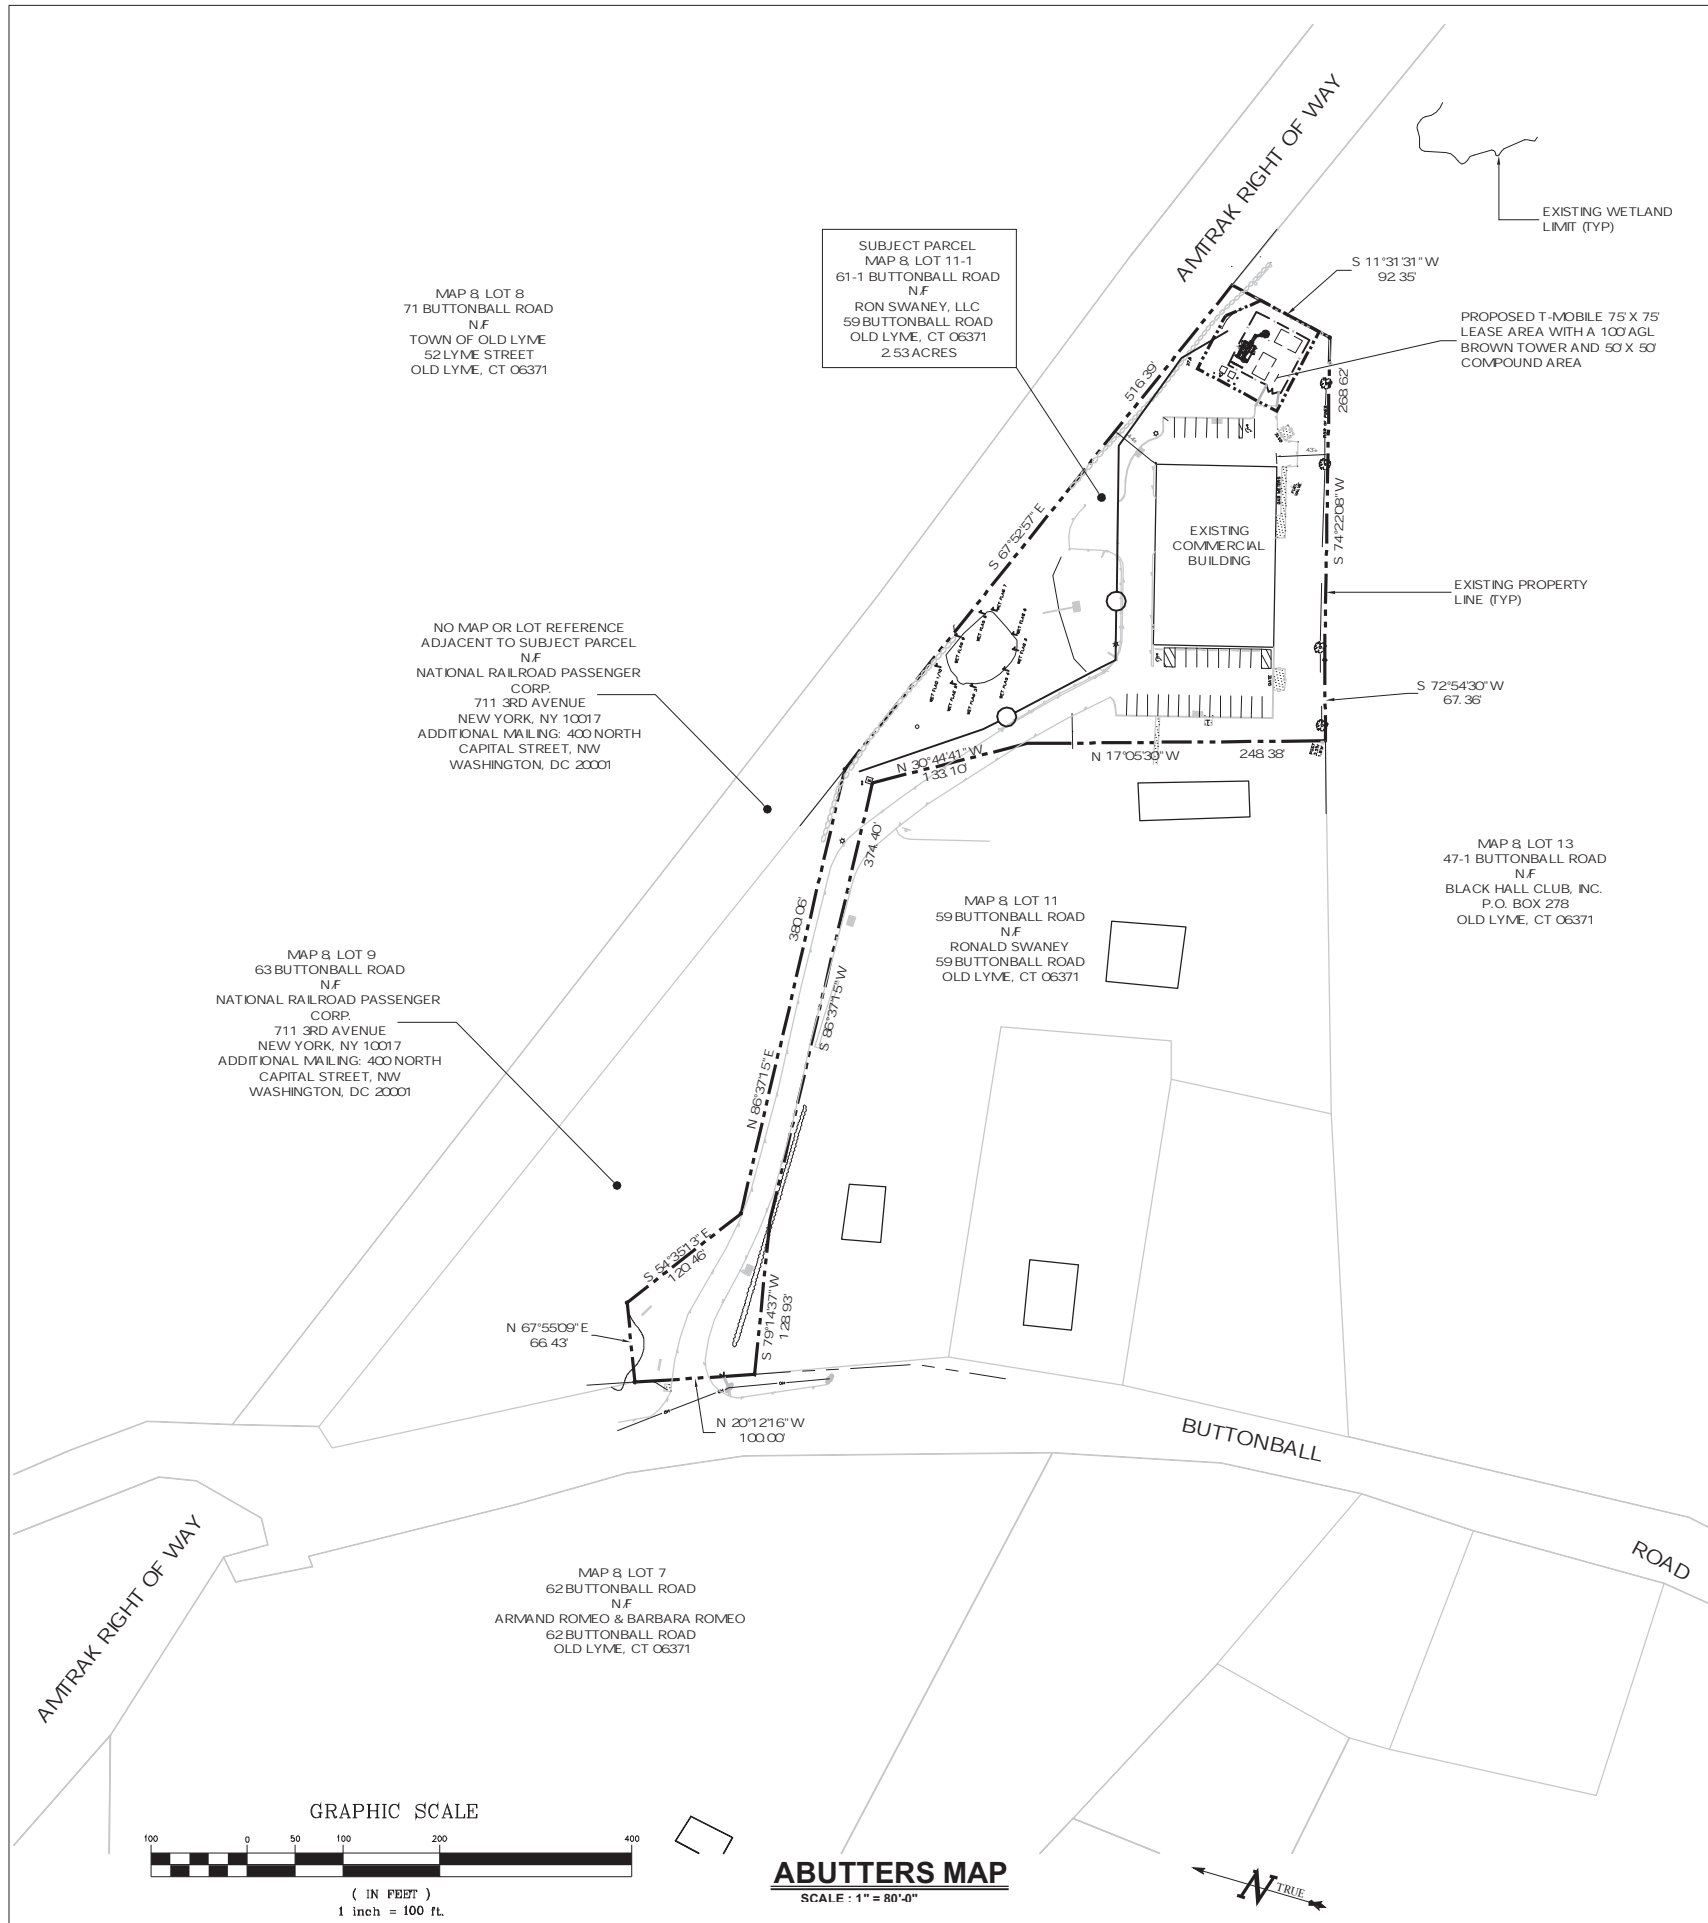 AMTRAK RIGHT OF WAY
EXISTING WETLAND
LIMIT (TYP)
SUBJECT PARCEL
MAP 8, LOT 11-1
61-1 BUTTONBALL ROAD
N/F
RON SWANEY, LLC
59 BUTTONBALL ROAD
OLD LYME, CT 06371
2.53 ACRES
S 11°31'31" W
92.35'
MAP 8, LOT 8
71 BUTTONBALL ROAD
N/F
TOWN OF OLD LYME
52 LYME STREET
OLD LYME, CT 06371
PROPOSED T-MOBILE 75' X 75'
LEASE AREA WITH A 100' AGL
BROWN TOWER AND 50' X 50'
COMPOUND AREA
516.39'
268.62'
S 67°52'57" E
S 74°22'08" W
EXISTING
COMMERCIAL
BUILDING
EXISTING PROPERTY
LINE (TYP)
WET FLAG 7
WET FLAG 1/10
GATE
NO MAP OR LOT REFERENCE
ADJACENT TO SUBJECT PARCEL
N/F
NATIONAL RAILROAD PASSENGER
CORP.
711 3RD AVENUE
NEW YORK, NY 10017
ADDITIONAL MAILING: 400 NORTH
CAPITAL STREET, NW
WASHINGTON, DC 20001
S 72°54'30" W
67.36'
N 30°44'41" W
133.10'
N 17°05'30" W
248.38'
374.40'
380.06'
S 86°37'15" W
N 86°37'15" E
MAP 8, LOT 13
47-1 BUTTONBALL ROAD
N/F
BLACK HALL CLUB, INC.
P.O. BOX 278
OLD LYME, CT 06371
MAP 8, LOT 11
59 BUTTONBALL ROAD
N/F
RONALD SWANEY
59 BUTTONBALL ROAD
OLD LYME, CT 06371
MAP 8, LOT 9
63 BUTTONBALL ROAD
N/F
NATIONAL RAILROAD PASSENGER
CORP.
711 3RD AVENUE
NEW YORK, NY 10017
ADDITIONAL MAILING: 400 NORTH
CAPITAL STREET, NW
WASHINGTON, DC 20001
S 54°35'13" E
120.46'
N 67°55'09" E
66.43'
S 79°14'37" W
128.93'
N 20°12'16" W
100.00'
BUTTONBALL
ROAD
AMTRAK RIGHT OF WAY
MAP 8, LOT 7
62 BUTTONBALL ROAD
N/F
ARMAND ROMEO & BARBARA ROMEO
62 BUTTONBALL ROAD
OLD LYME, CT 06371
GRAPHIC SCALE
100 0 50 100 200 400
( IN FEET )
1 inch = 100 ft.
ABUTTERS MAP
SCALE : 1" = 80'-0"
N TRUE